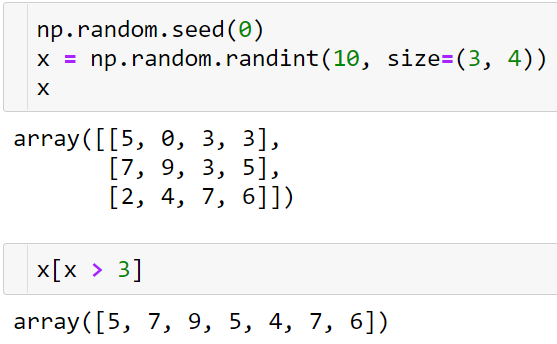 np.random.seed(0)
x = np.random.randint(10, size=(3, 4))
x
array([[5, 0, 3, 3],
       [7, 9, 3, 5],
       [2, 4, 7, 6]])
x[x > 3]
array([5, 7, 9, 5, 4, 7, 6])